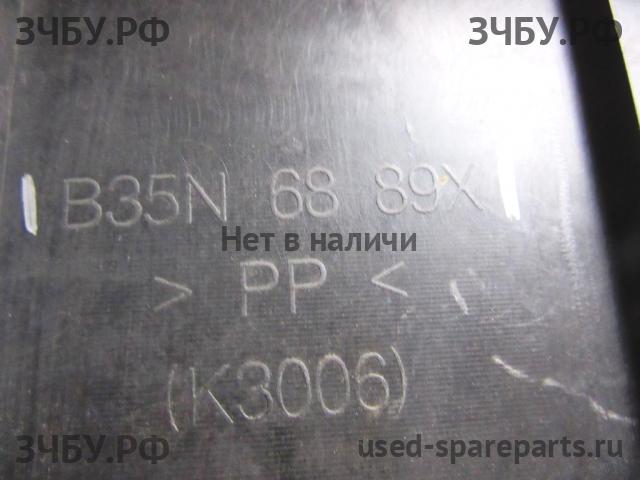 ЗЧБУ.РФ ЗЧБУ.РФ
B35N 68 89X
Нет в наличи
> PP <
(K3006)
ЗЧБУ.РФ used-spareparts.ru